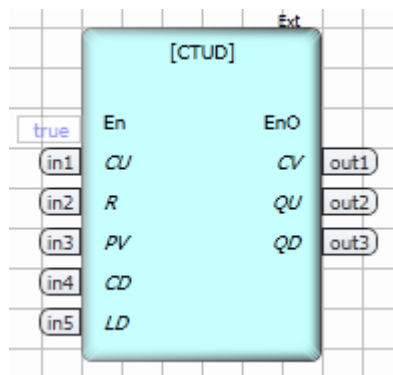 Ext
[CTUD]
En EnO
true
in1 CU CV out1
in2 R QU out2
in3 PV QD out3
in4 CD
in5 LD